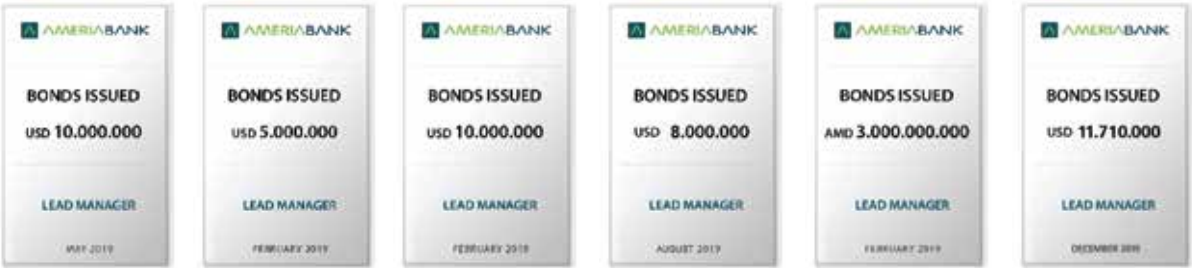 AMERIABANK
BONDS ISSUED
USD 10.000.000
LEAD MANAGER
MAY 2019
AMERIABANK
BONDS ISSUED
USD 5.000.000
LEAD MANAGER
FEBRUARY 2019
AMERIABANK
BONDS ISSUED
USD 10.000.000
LEAD MANAGER
FEBRUARY
AMERIABANK
BONDS ISSUED
USD 8.000.000
LEAD MANAGER
AUGUST 2019
AMERIABANK
BONDS ISSUED
AMD 3.000.000.000
LEAD MANAGER
FEBRUARY 2019
AMERIABANK
BONDS ISSUED
USD 11.710.000
LEAD MANAGER
DECEMBER